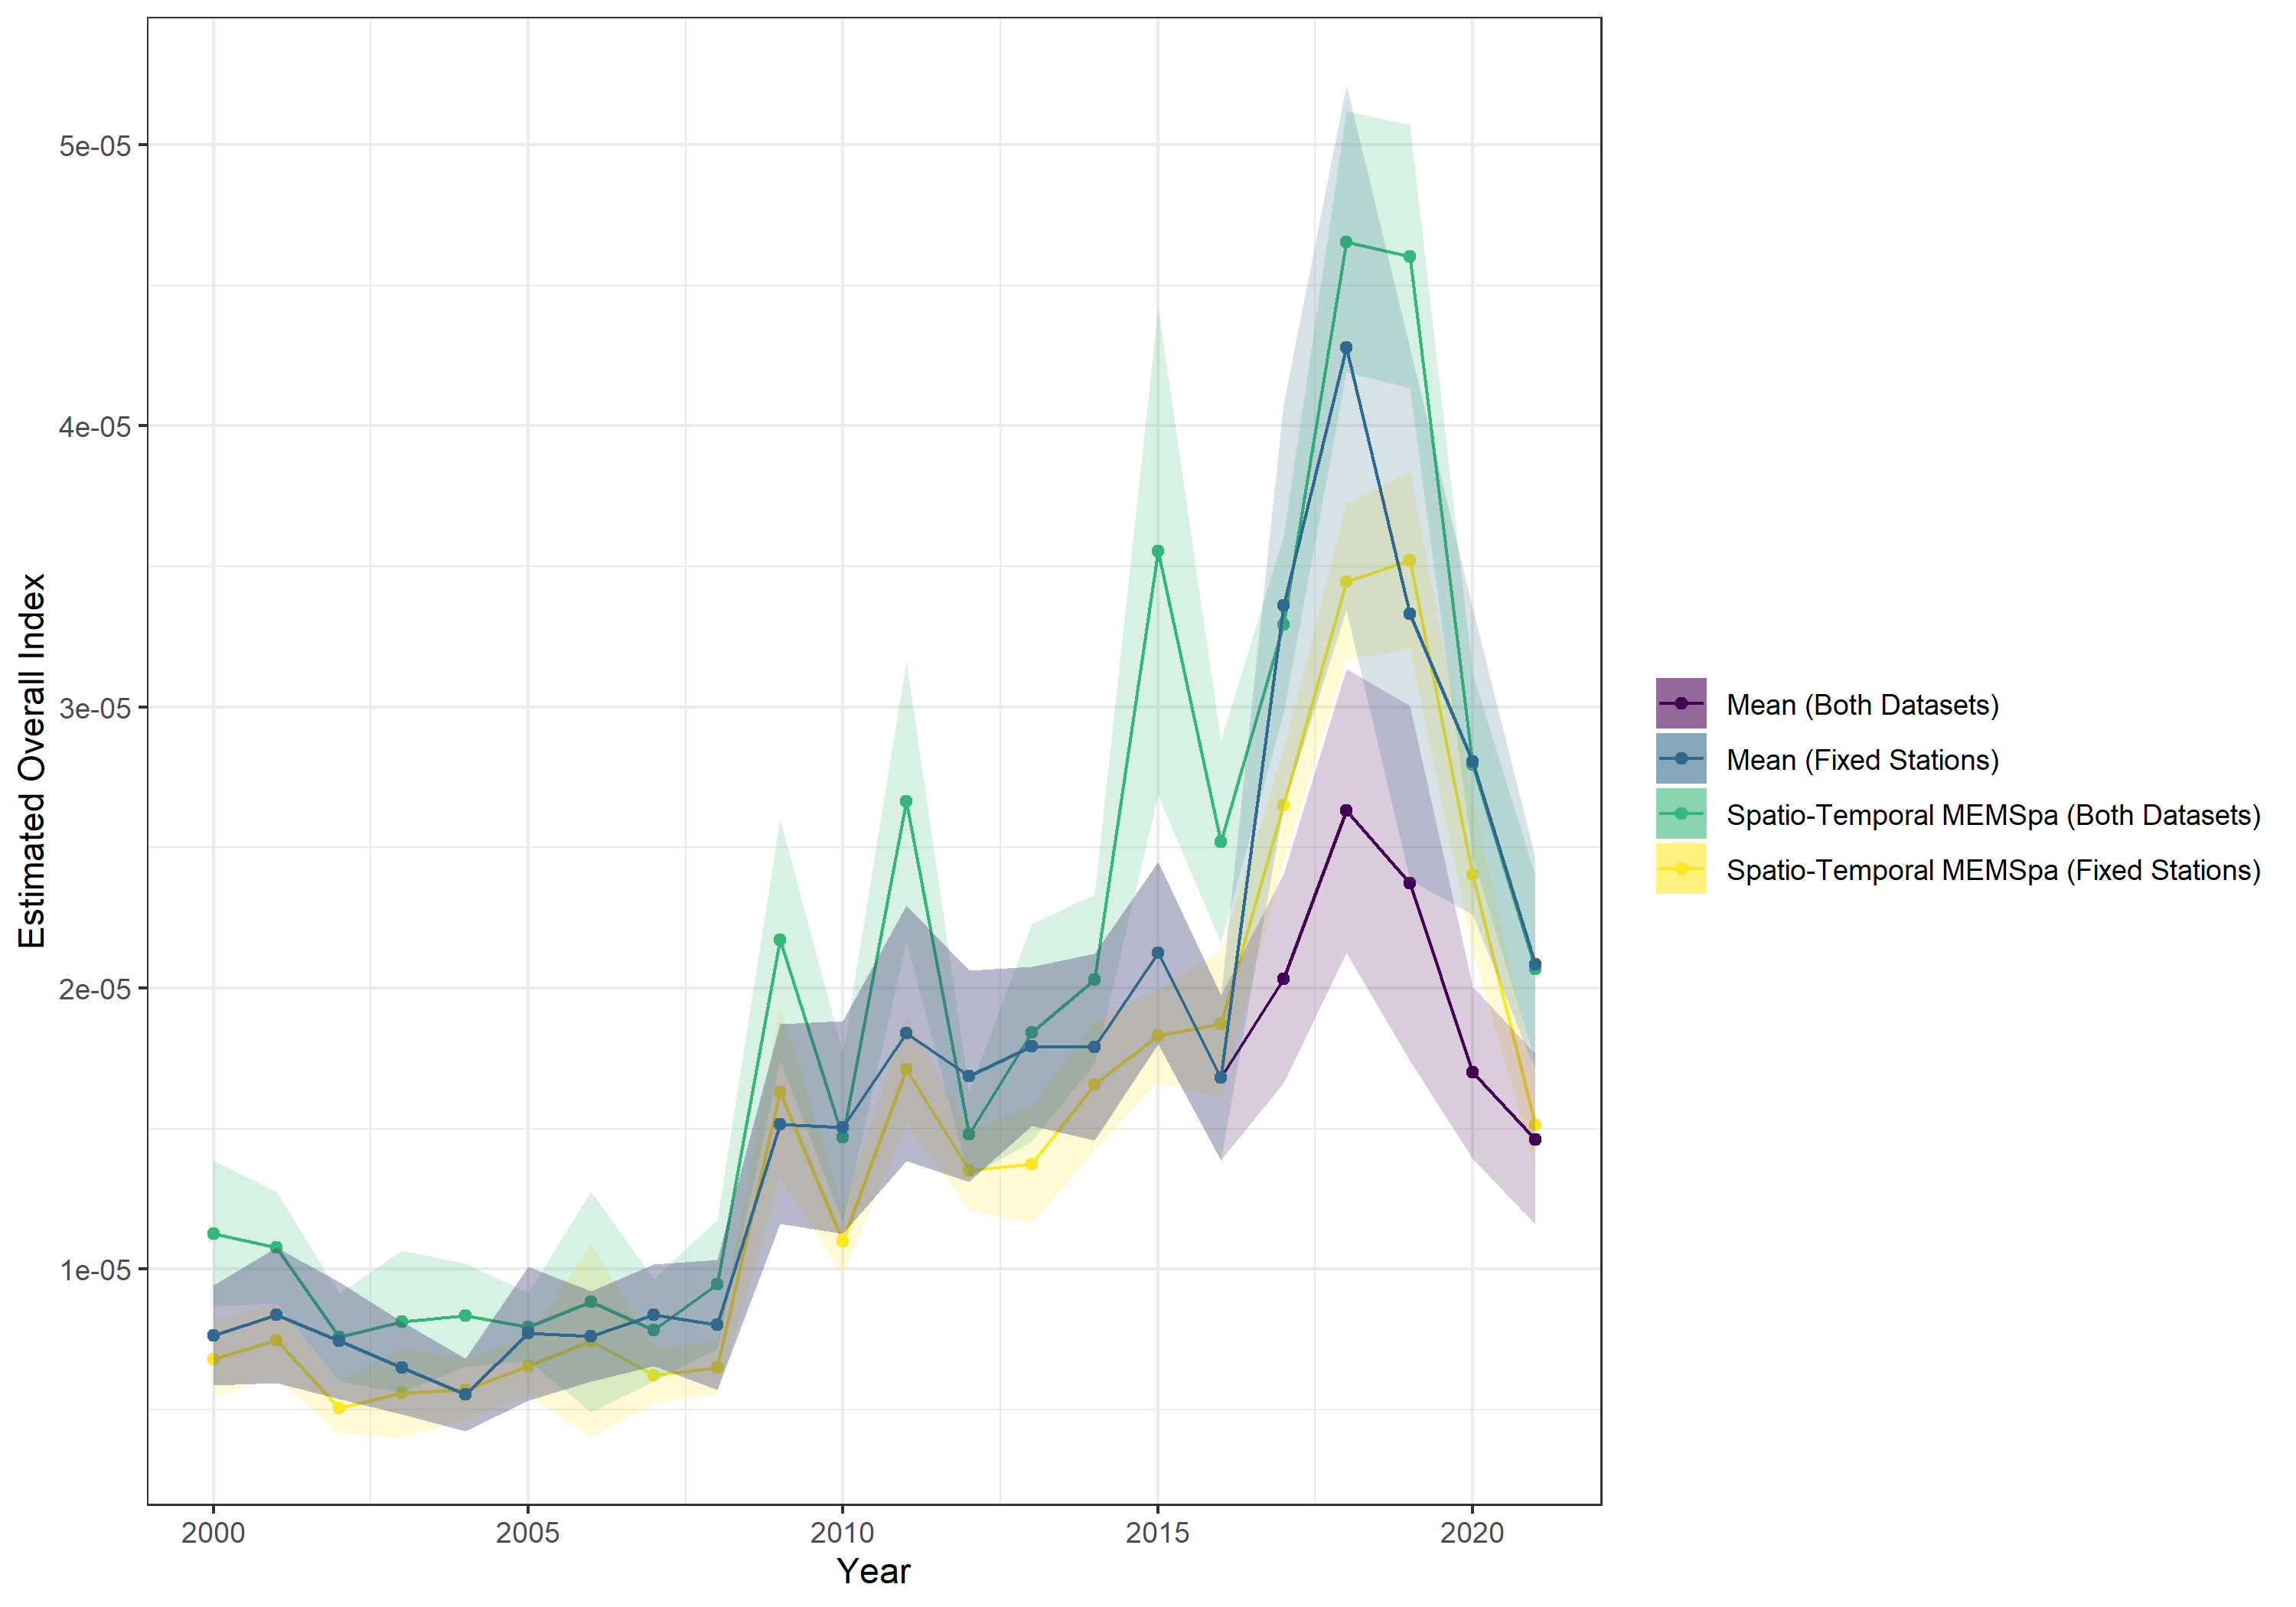 Estimated Overall Index
5e-05
4e-05
3e-05
2e-05
1e-05
2000
2005
2010
2015
2020
Year
Mean (Both Datasets)
Mean (Fixed Stations)
Spatio-Temporal MEMSpa (Both Datasets)
Spatio-Temporal MEMSpa (Fixed Stations)